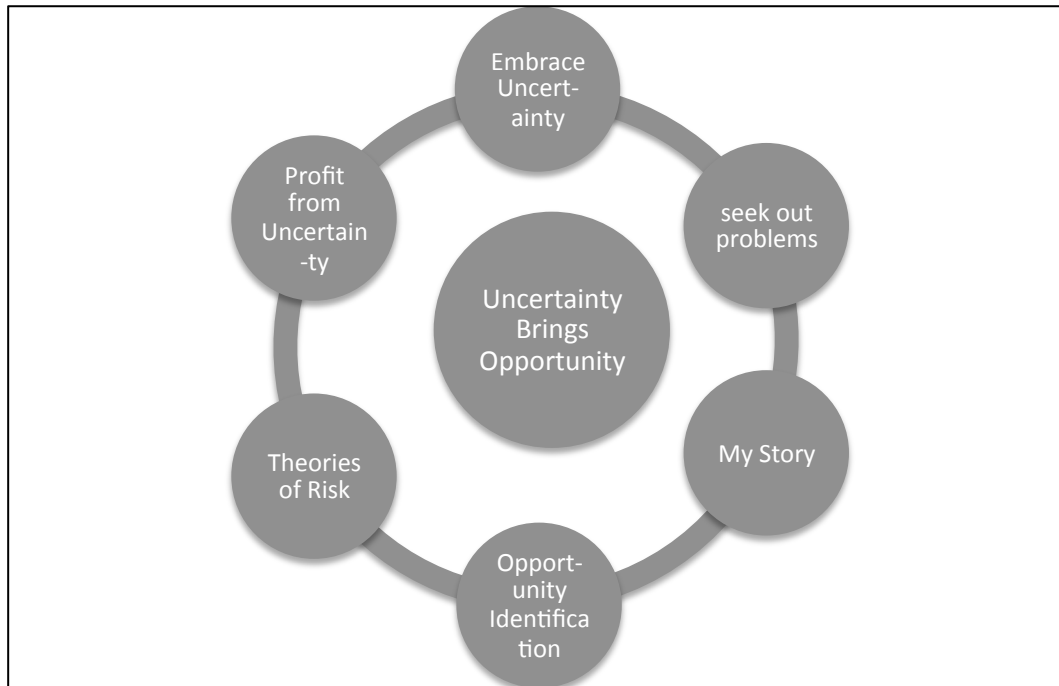 Embrace
Uncert-
ainty
seek out
problems
My Story
Opport-
unity
Identifica
tion
Theories
of Risk
Profit
from
Uncertain
-ty
Uncertainty
Brings
Opportunity